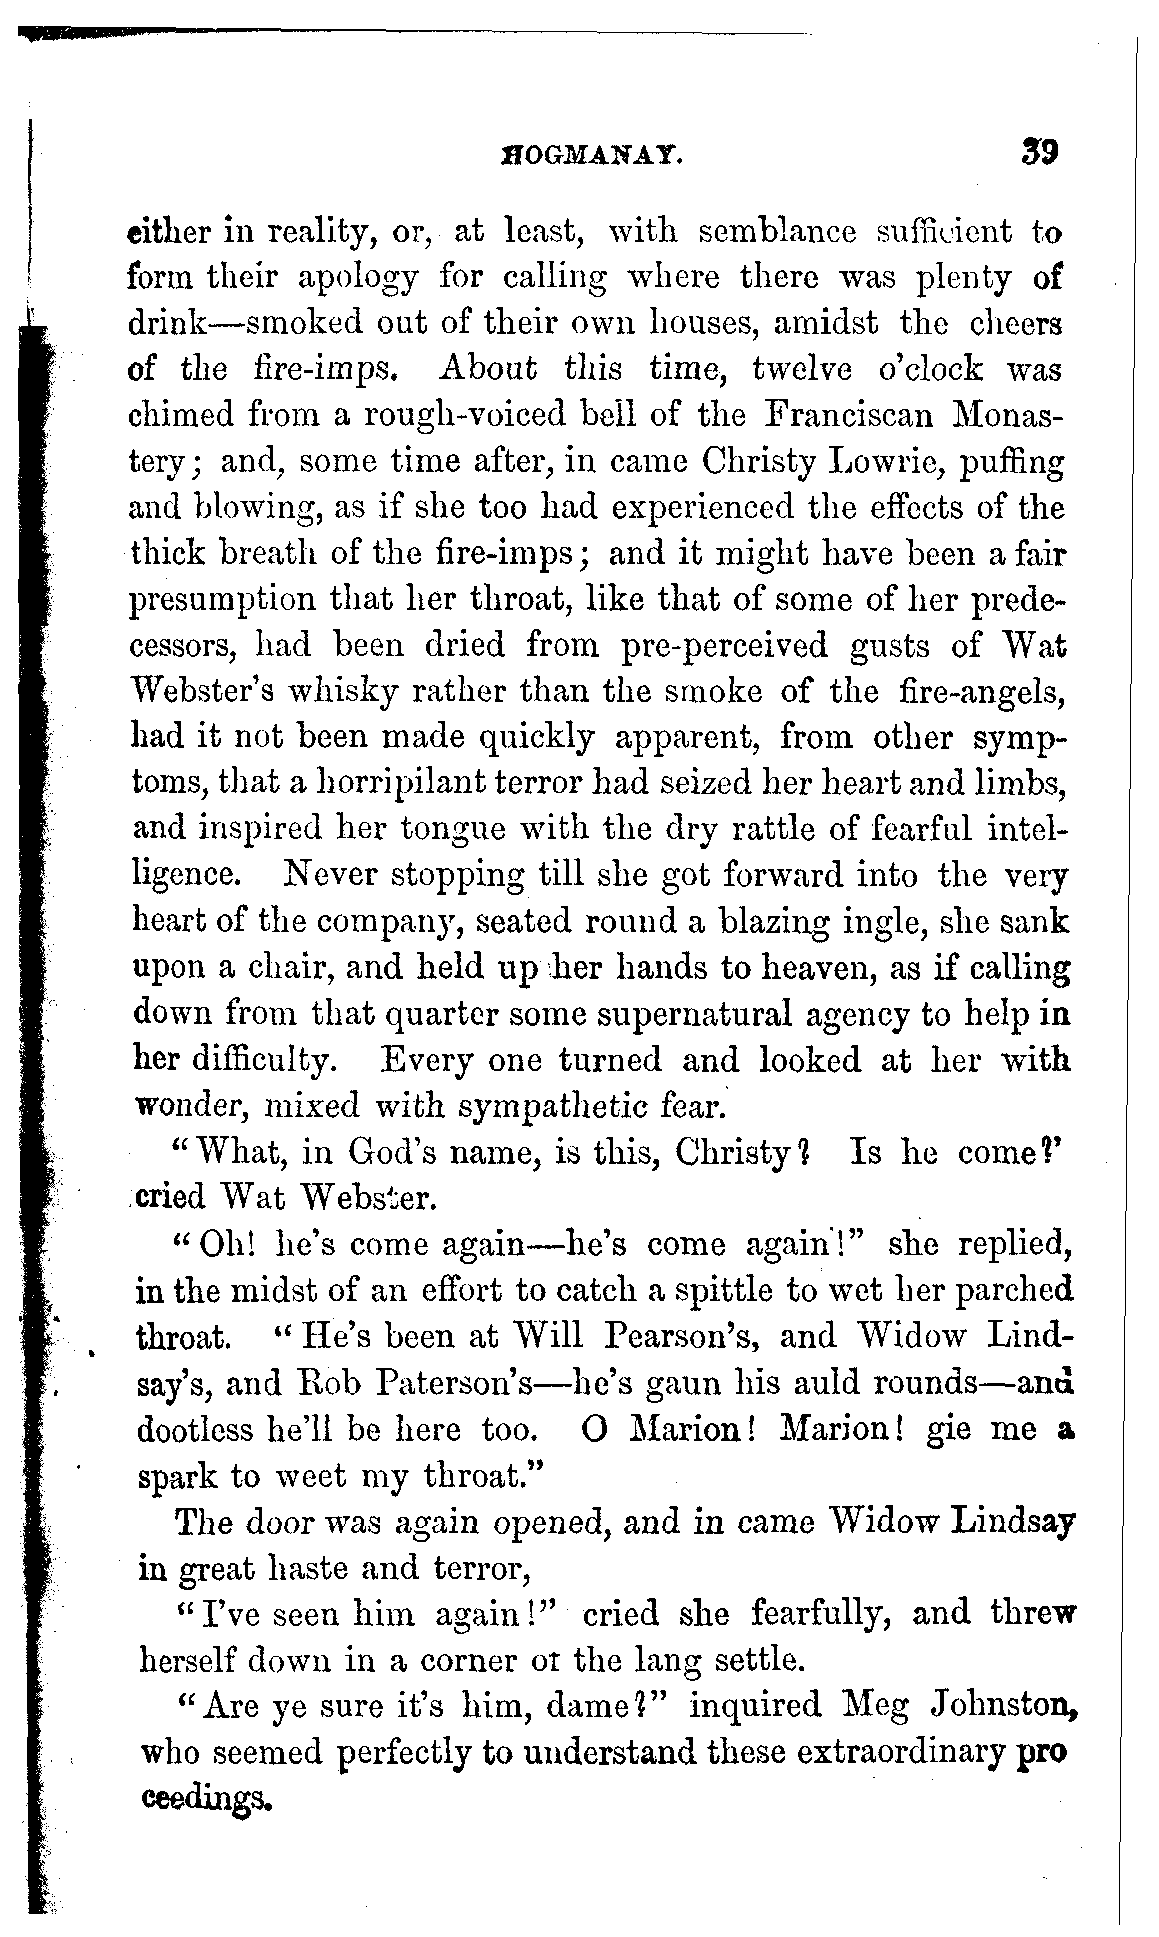 HOGMANAY. 39
either in reality, or, at least, with semblance sufficient to
form their apology for calling where there was plenty of
drink—smoked out of their own houses, amidst the cheers
of the fire-imps. About this time, twelve o'clock was
chimed from a rough-voiced bell of the Franciscan Monas-
tery; and, some time after, in came Christy Lowrie, puffing
and blowing, as if she too had experienced the effects of the
thick breath of the fire-imps; and it might have been a fair
presumption that her throat, like that of some of her prede-
cessors, had been dried from pre-perceived gusts of Wat
Webster's whisky rather than the smoke of the fire-angels,
had it not been made quickly apparent, from other symp-
toms, that a horripilant terror had seized her heart and limbs,
and inspired her tongue with the dry rattle of fearful intel-
ligence. Never stopping till she got forward into the very
heart of the company, seated round a blazing ingle, she sank
upon a chair, and held up her hands to heaven, as if calling
down from that quarter some supernatural agency to help in
her difficulty. Every one turned and looked at her with
wonder, mixed with sympathetic fear.
"What, in God's name, is this, Christy? Is he come?'
cried Wat Webster.
"Oh! he's come again—he's come again!" she replied,
in the midst of an effort to catch a spittle to wet her parched
throat. "He's been at Will Pearson's, and Widow Lind-
say's, and Rob Paterson's—he's gaun his auld rounds—and
dootless he'll be here too. O Marion! Marion! gie me a
spark to weet my throat."
The door was again opened, and in came Widow Lindsay
in great haste and terror,
"I've seen him again!" cried she fearfully, and threw
herself down in a corner of the lang settle.
"Are ye sure it's him, dame?" inquired Meg Johnston,
who seemed perfectly to understand these extraordinary pro
ceedings.